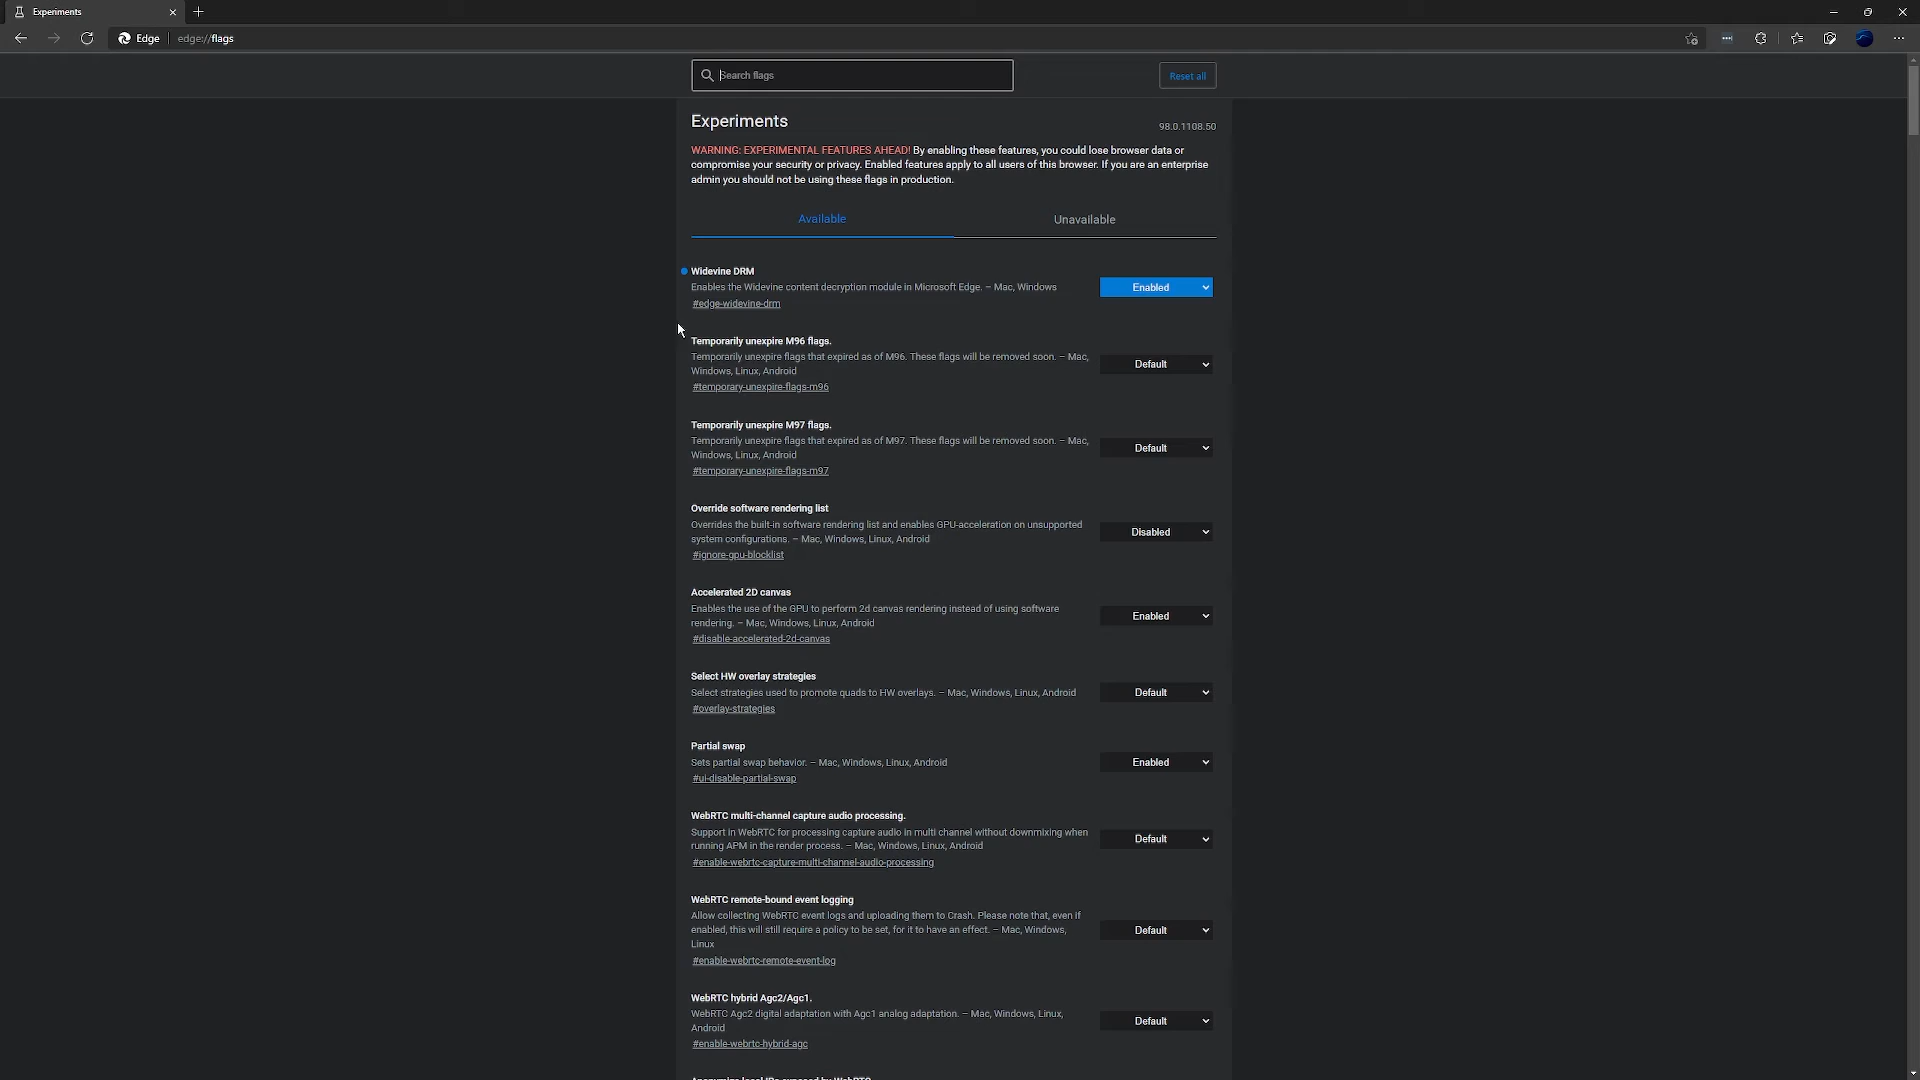 Experiments
Edge
edge://flags
Search flags
Reset all
Experiments
98.0.1108.50
WARNING: EXPERIMENTAL FEATURES AHEAD! By enabling these features, you could lose browser data or
compromise your security or privacy. Enabled features apply to all users of this browser. If you are an enterprise
admin you should not be using these flags in production.
Available
Unavailable
Widevine DRM
Enables the Widevine content decryption module in Microsoft Edge. – Mac, Windows
#edge-widevine-drm
Enabled
Temporarily unexpire M96 flags.
Temporarily unexpire flags that expired as of M96. These flags will be removed soon. – Mac,
Windows, Linux, Android
#temporary-unexpire-flags-m96
Default
Temporarily unexpire M97 flags.
Temporarily unexpire flags that expired as of M97. These flags will be removed soon. – Mac,
Windows, Linux, Android
#temporary-unexpire-flags-m97
Default
Override software rendering list
Overrides the built-in software rendering list and enables GPU-acceleration on unsupported
system configurations. – Mac, Windows, Linux, Android
#ignore-gpu-blocklist
Disabled
Accelerated 2D canvas
Enables the use of the GPU to perform 2d canvas rendering instead of using software
rendering. – Mac, Windows, Linux, Android
#disable-accelerated-2d-canvas
Enabled
Select HW overlay strategies
Select strategies used to promote quads to HW overlays. – Mac, Windows, Linux, Android
#overlay-strategies
Default
Partial swap
Sets partial swap behavior. – Mac, Windows, Linux, Android
#ui-disable-partial-swap
Enabled
WebRTC multi-channel capture audio processing.
Support in WebRTC for processing capture audio in multi channel without downmixing when
running APM in the render process. – Mac, Windows, Linux, Android
#enable-webrtc-capture-multi-channel-audio-processing
Default
WebRTC remote-bound event logging
Allow collecting WebRTC event logs and uploading them to Crash. Please note that, even if
enabled, this will still require a policy to be set, for it to have an effect. – Mac, Windows,
Linux
#enable-webrtc-remote-event-log
Default
WebRTC hybrid Agc2/Agc1.
WebRTC Agc2 digital adaptation with Agc1 analog adaptation. – Mac, Windows, Linux,
Android
#enable-webrtc-hybrid-agc
Default